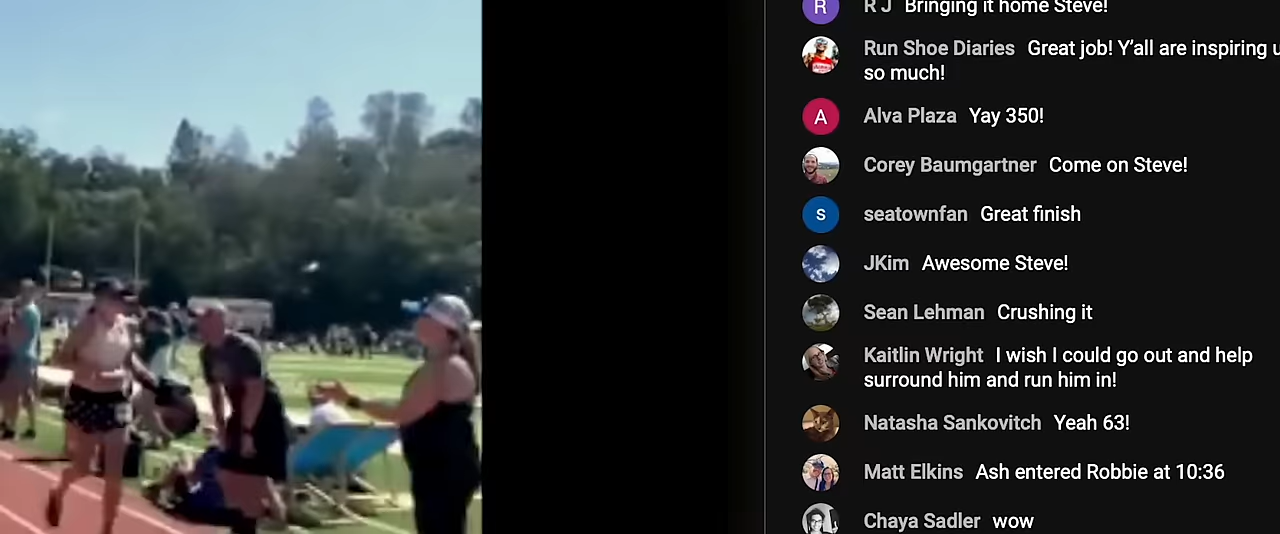 R
R J Bringing it home Steve!
Run Shoe Diaries Great job! Y'all are inspiring u
so much!
A
Alva Plaza Yay 350!
Corey Baumgartner Come on Steve!
s
seatownfan Great finish
JKim Awesome Steve!
Sean Lehman Crushing it
Kaitlin Wright I wish I could go out and help
surround him and run him in!
Natasha Sankovitch Yeah 63!
Matt Elkins Ash entered Robbie at 10:36
Chaya Sadler wow